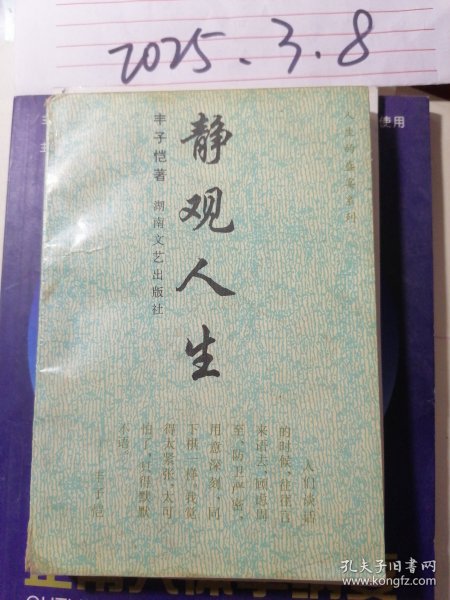 2025.3.8
使用
人生的盛宴系列
静观人生
丰子恺著 湖南文艺出版社
人们谈话
的时候，往往言
来语去，顾虑周
至，防卫严密，
用意深刻，同
下棋一样。我觉
得太紧张，太可
怕了，只得默默
不语。
丰子恺
孔夫子旧书网
www.kongfz.com